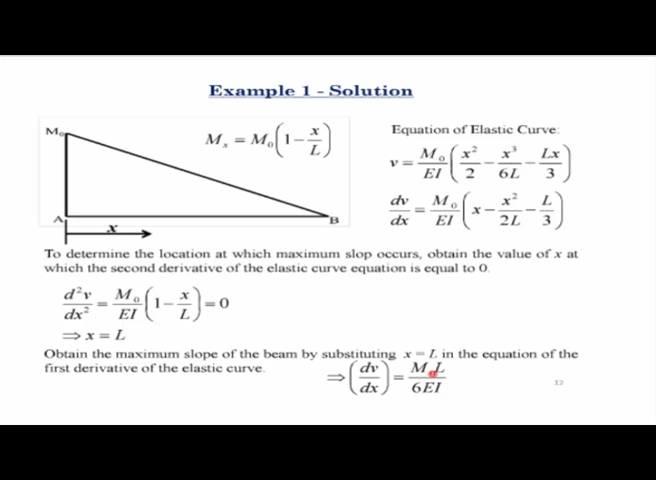 Example 1 - Solution
M₀
M_x = M₀(1 − x/L)
A
x
B
Equation of Elastic Curve:
v = M₀/EI (x²/2 − x³/6L − Lx/3)
dv/dx = M₀/EI (x − x²/2L − L/3)
To determine the location at which maximum slop occurs, obtain the value of x at
which the second derivative of the elastic curve equation is equal to 0.
d²v/dx² = M₀/EI (1 − x/L) = 0
⇒ x = L
Obtain the maximum slope of the beam by substituting x = L in the equation of the
first derivative of the elastic curve.
⇒ (dv/dx) = M₀L/6EI
12